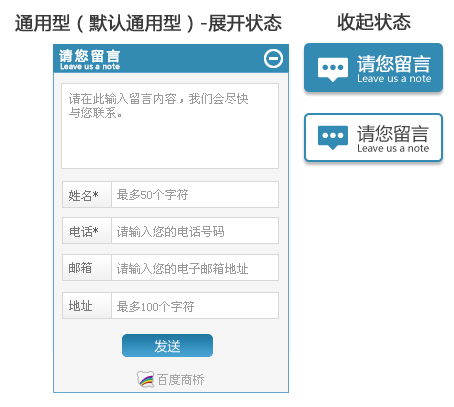 通用型（默认通用型）-展开状态
收起状态
请您留言
Leave us a note
请在此输入留言内容，我们会尽快
与您联系。
姓名* 最多50个字符
电话* 请输入您的电话号码
邮箱 请输入您的电子邮箱地址
地址 最多100个字符
发送
百度商桥
请您留言
Leave us a note
请您留言
Leave us a note